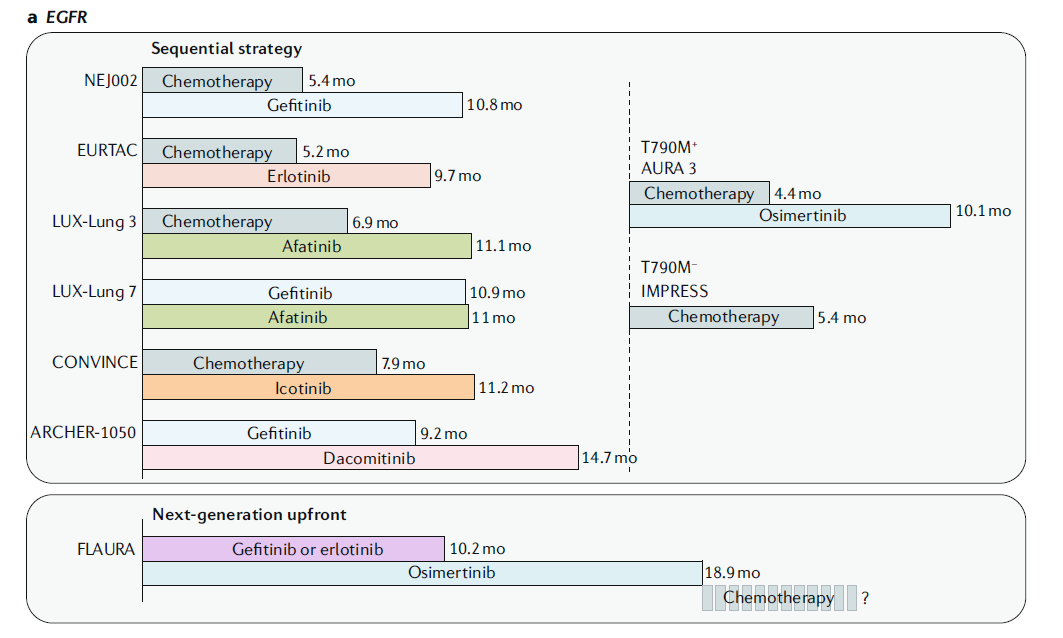 a EGFR
Sequential strategy
NEJ002
Chemotherapy 5.4 mo
Gefitinib 10.8 mo
EURTAC
Chemotherapy 5.2 mo
Erlotinib 9.7 mo
LUX-Lung 3
Chemotherapy 6.9 mo
Afatinib 11.1 mo
LUX-Lung 7
Gefitinib 10.9 mo
Afatinib 11 mo
CONVINCE
Chemotherapy 7.9 mo
Icotinib 11.2 mo
ARCHER-1050
Gefitinib 9.2 mo
Dacomitinib 14.7 mo
T790M⁺
AURA 3
Chemotherapy 4.4 mo
Osimertinib 10.1 mo
T790M⁻
IMPRESS
Chemotherapy 5.4 mo
Next-generation upfront
FLAURA
Gefitinib or erlotinib 10.2 mo
Osimertinib 18.9 mo
Chemotherapy ?